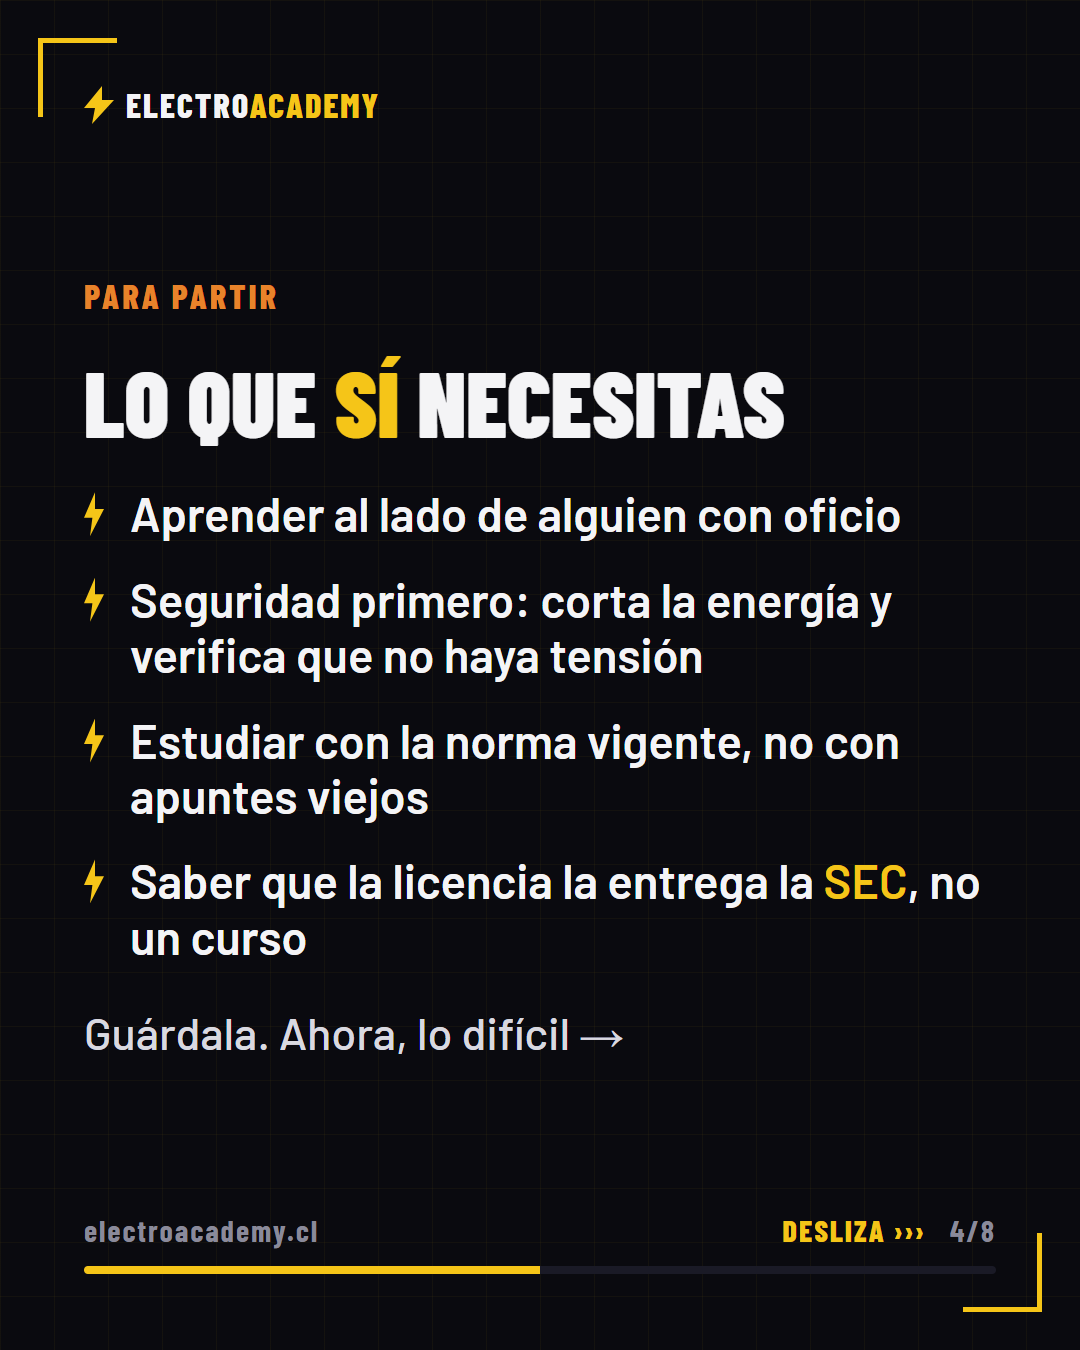 ELECTROACADEMY
PARA PARTIR
LO QUE SÍ NECESITAS
Aprender al lado de alguien con oficio
Seguridad primero: corta la energía y
verifica que no haya tensión
Estudiar con la norma vigente, no con
apuntes viejos
Saber que la licencia la entrega la SEC, no
un curso
Guárdala. Ahora, lo difícil →
electroacademy.cl
DESLIZA ››› 4/8